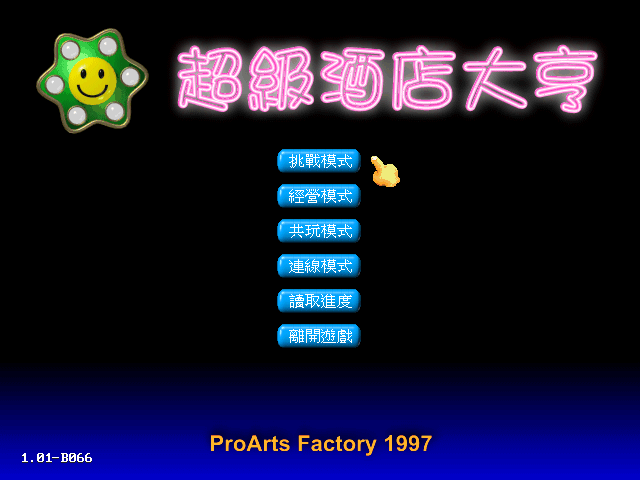 超級酒店大亨
挑戰模式
經營模式
共玩模式
連線模式
讀取進度
離開遊戲
ProArts Factory 1997
1.01-B066